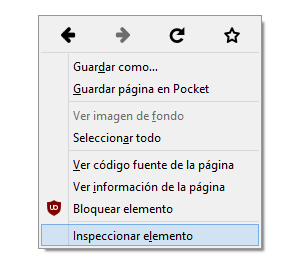 Guardar como...
Guardar página en Pocket
Ver imagen de fondo
Seleccionar todo
Ver código fuente de la página
Ver información de la página
Bloquear elemento
Inspeccionar elemento